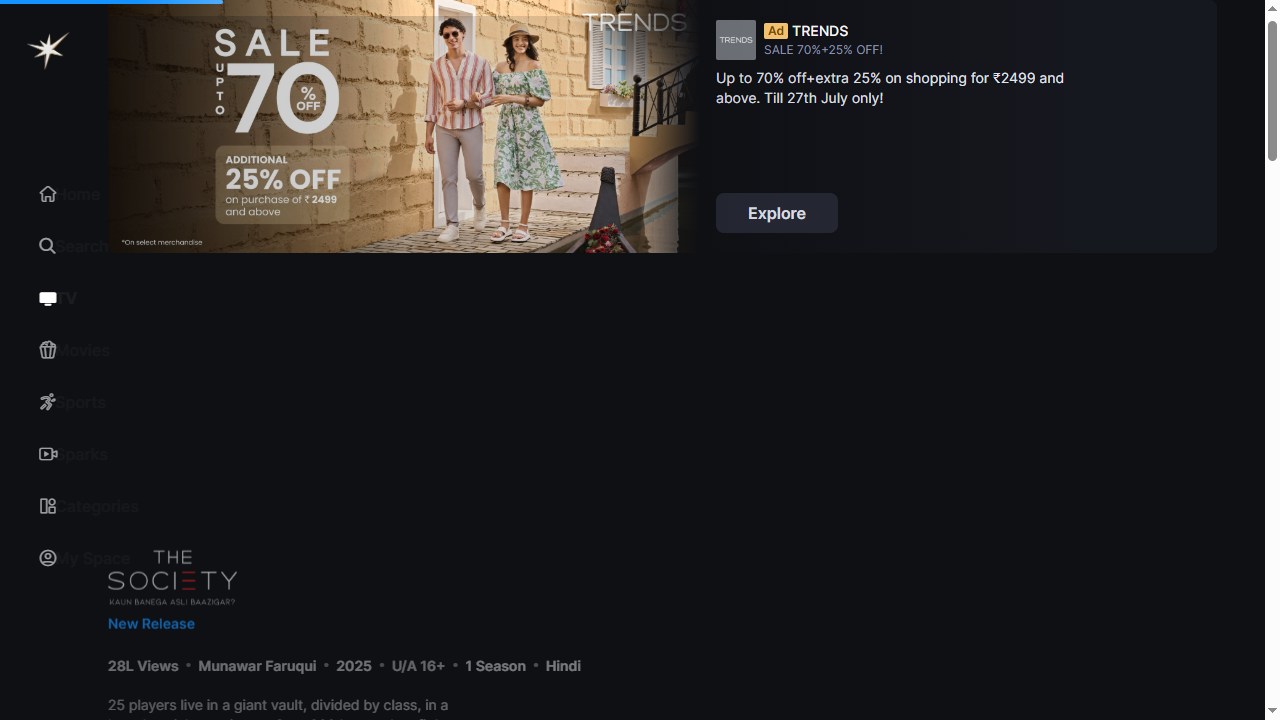 TRENDS
SALE
UPTO
70
%
OFF
ADDITIONAL
25% OFF
on purchase of ₹ 2499
and above
*On select merchandise
TRENDS
Ad TRENDS
SALE 70%+25% OFF!
Up to 70% off+extra 25% on shopping for ₹2499 and
above. Till 27th July only!
Explore
Home
Search
TV
Movies
Sports
Sparks
Categories
My Space
THE
SOCIETY
KAUN BANEGA ASLI BAAZIGAR?
New Release
28L Views • Munawar Faruqui • 2025 • U/A 16+ • 1 Season • Hindi
25 players live in a giant vault, divided by class, in a